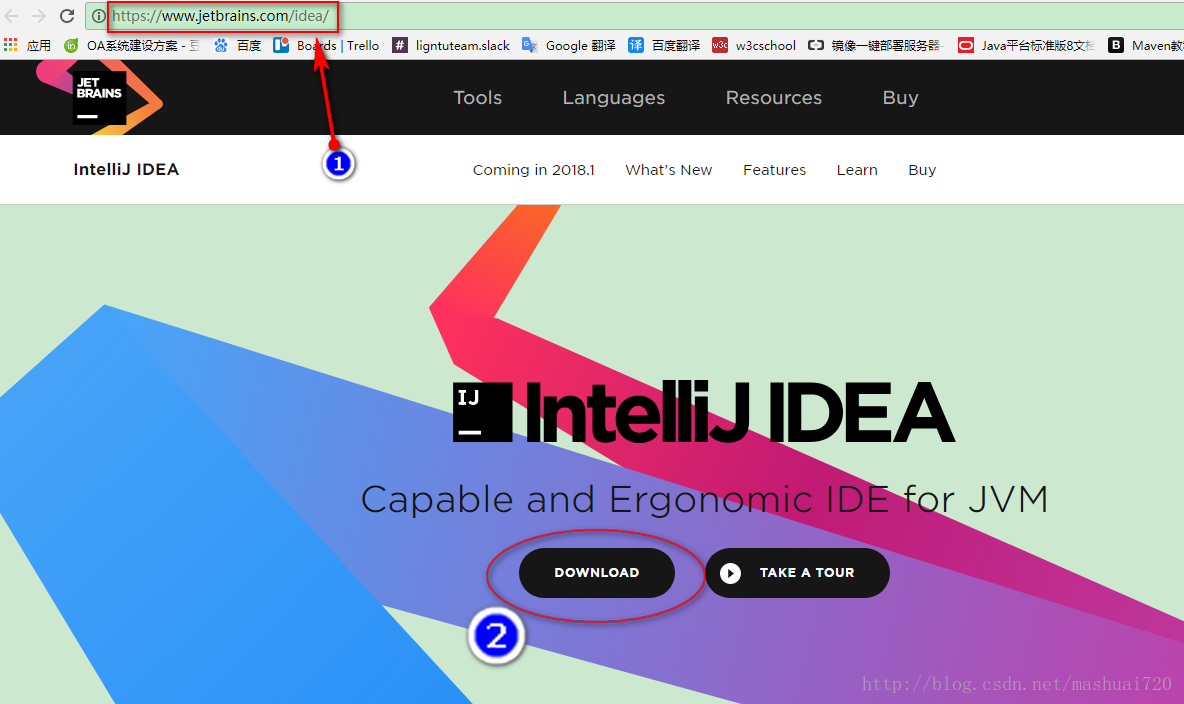 https://www.jetbrains.com/idea/
应用 OA系统建设方案 - 百度 Boards | Trello # ligntuteam.slack Google 翻译 译 百度翻译 w3c w3cschool 镜像一键部署服务器- Java平台标准版8文档 B Maven教
JET
BRAINS
Tools Languages Resources Buy
1
IntelliJ IDEA Coming in 2018.1 What's New Features Learn Buy
IJ
IntelliJ IDEA
Capable and Ergonomic IDE for JVM
DOWNLOAD TAKE A TOUR
2
http://blog.csdn.net/mashuai720